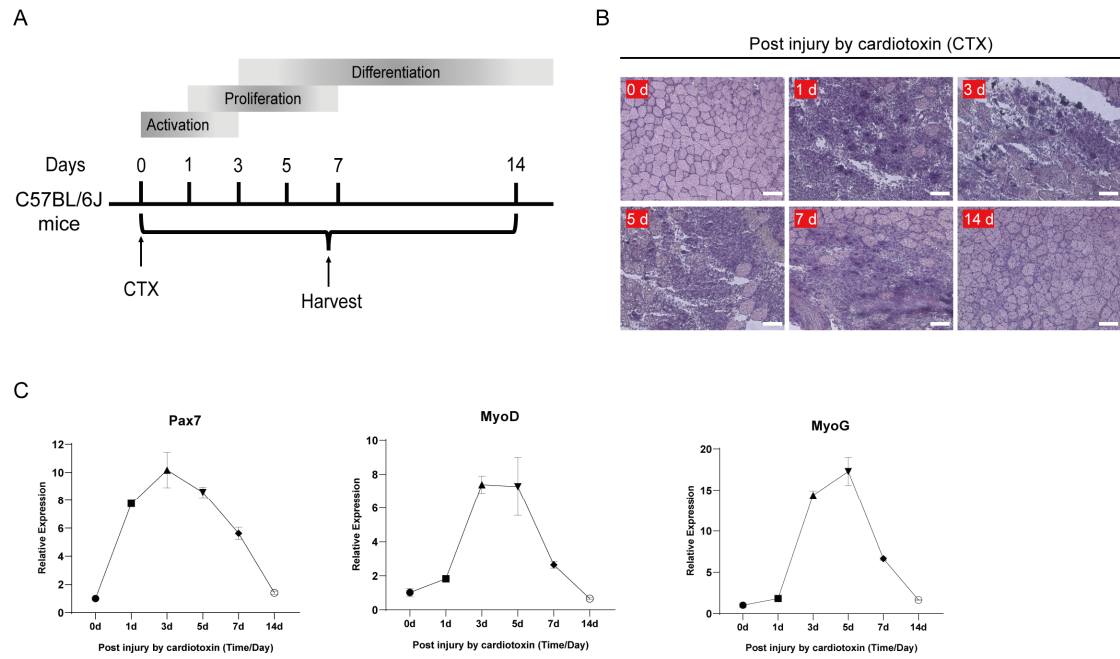 A
Differentiation
Proliferation
Activation
Days 0 1 3 5 7 14
C57BL/6J
mice
CTX
Harvest
B
Post injury by cardiotoxin (CTX)
0 d 1 d 3 d
5 d 7 d 14 d
C
Pax7
12
10
8
6
4
2
0
Relative Expression
0d 1d 3d 5d 7d 14d
Post injury by cardiotoxin (Time/Day)
MyoD
10
8
6
4
2
0
Relative Expression
0d 1d 3d 5d 7d 14d
Post injury by cardiotoxin (Time/Day)
MyoG
20
15
10
5
0
Relative Expression
0d 1d 3d 5d 7d 14d
Post injury by cardiotoxin (Time/Day)